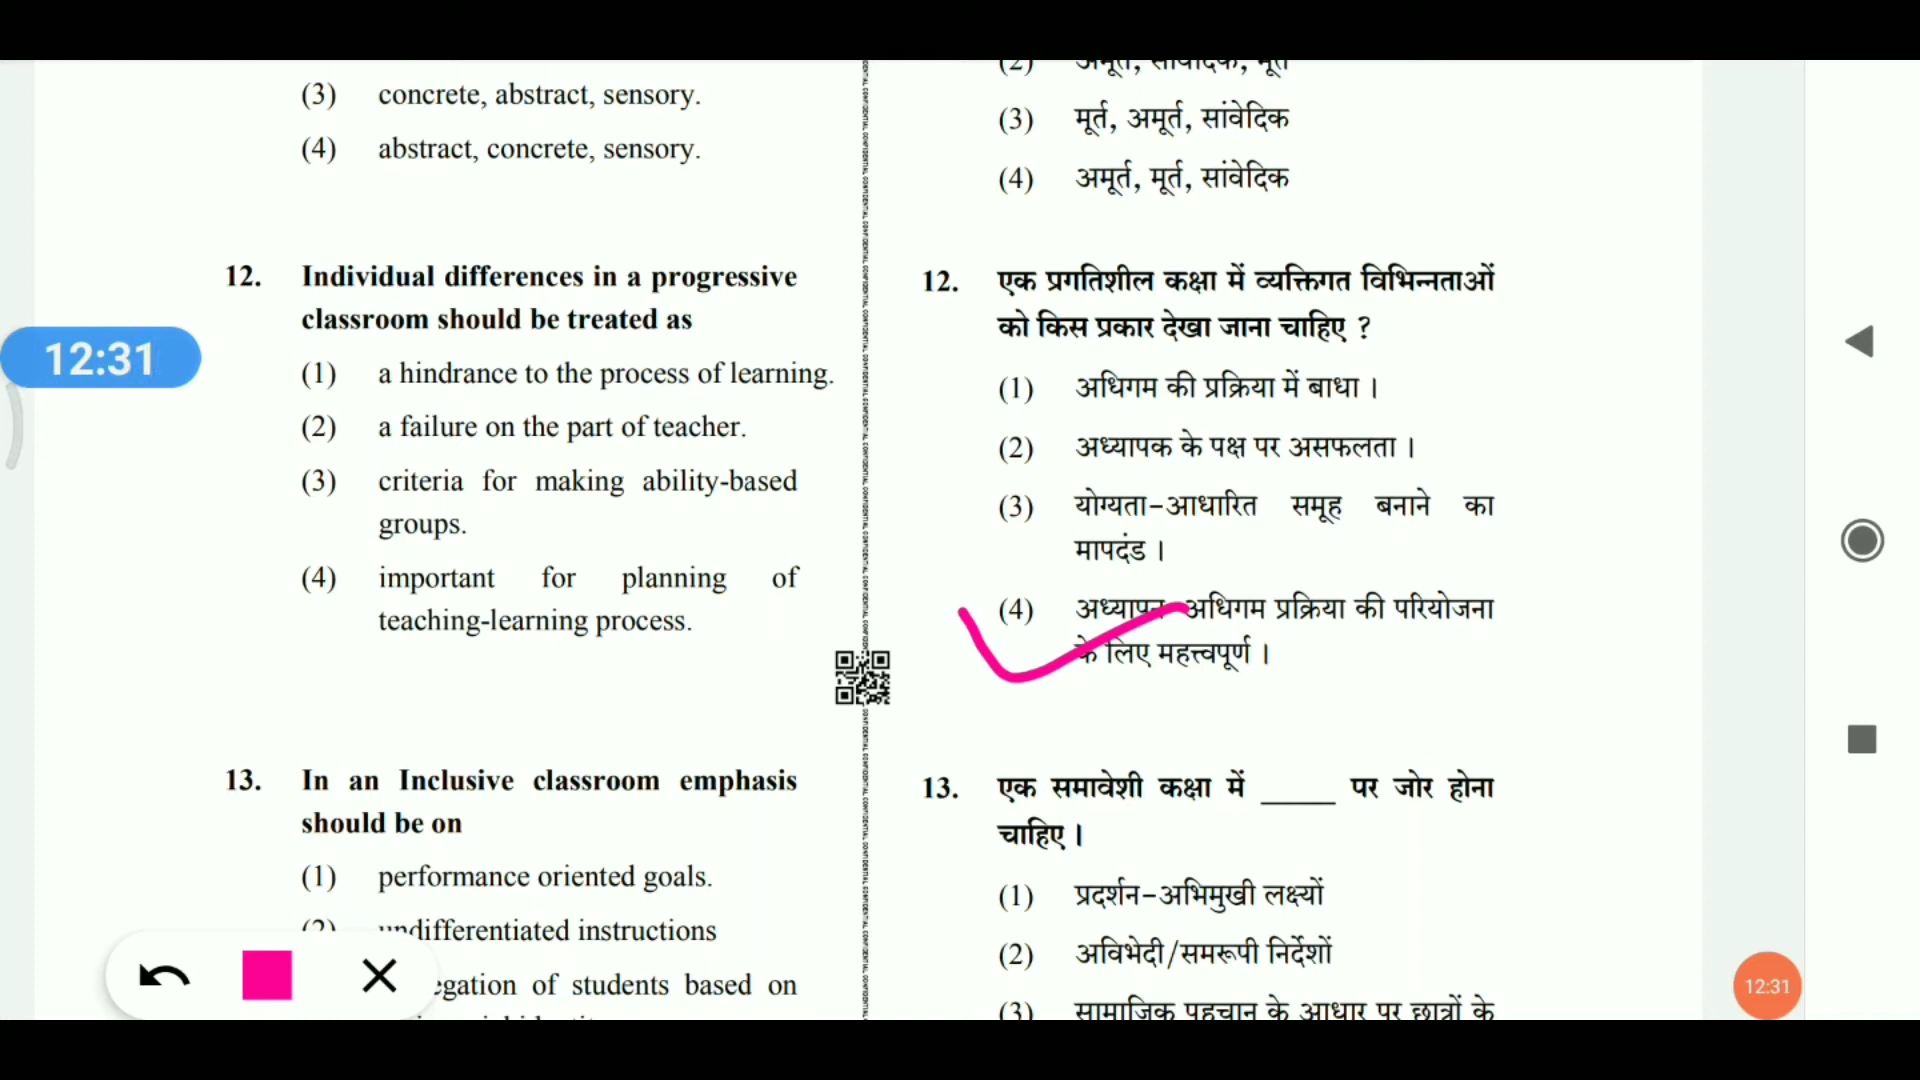 (3) concrete, abstract, sensory.
(4) abstract, concrete, sensory.
12. Individual differences in a progressive
classroom should be treated as
(1) a hindrance to the process of learning.
(2) a failure on the part of teacher.
(3) criteria for making ability-based
groups.
(4) important for planning of
teaching-learning process.
13. In an Inclusive classroom emphasis
should be on
(1) performance oriented goals.
(2) undifferentiated instructions
of students based on
(2) अमूर्त, सांवेदिक, मूर्त
(3) मूर्त, अमूर्त, सांवेदिक
(4) अमूर्त, मूर्त, सांवेदिक
12. एक प्रगतिशील कक्षा में व्यक्तिगत विभिन्नताओं
को किस प्रकार देखा जाना चाहिए ?
(1) अधिगम की प्रक्रिया में बाधा ।
(2) अध्यापक के पक्ष पर असफलता ।
(3) योग्यता-आधारित समूह बनाने का
मापदंड ।
(4) अध्यापन-अधिगम प्रक्रिया की परियोजना
के लिए महत्त्वपूर्ण ।
13. एक समावेशी कक्षा में _____ पर जोर होना
चाहिए ।
(1) प्रदर्शन-अभिमुखी लक्ष्यों
(2) अविभेदी/समरूपी निर्देशों
(3) सामाजिक पहचान के आधार पर छात्रों के
12:31
12:31